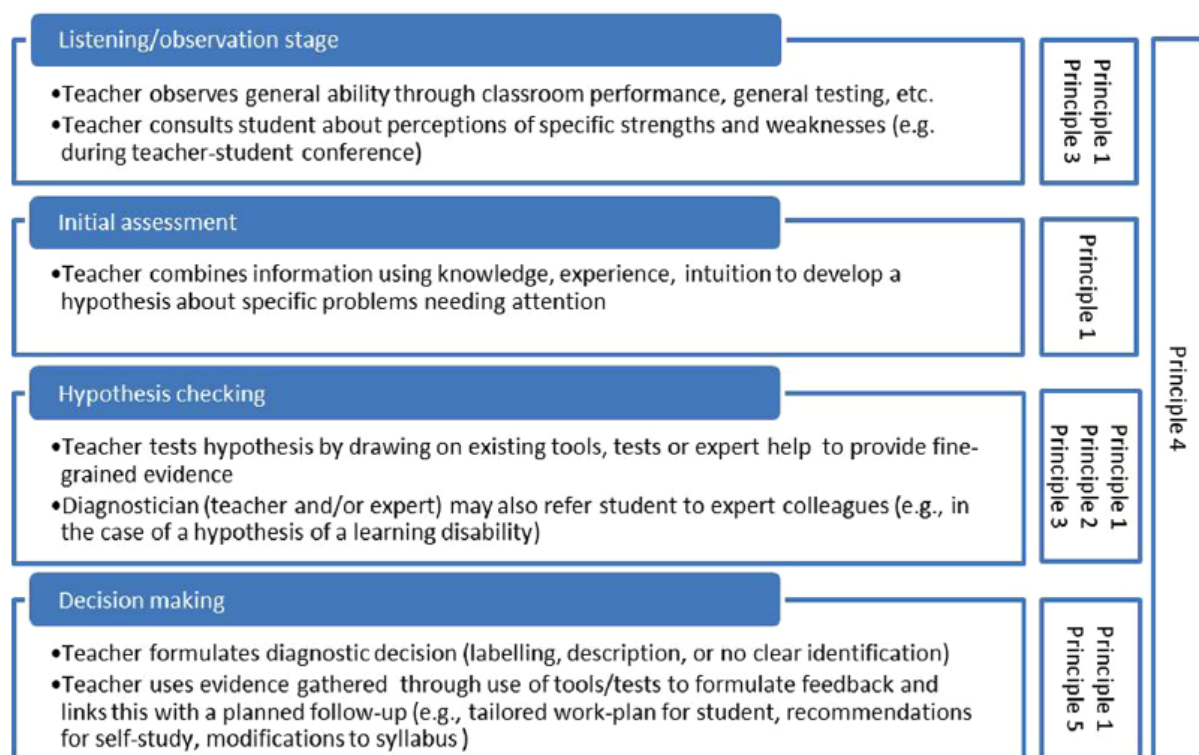 Listening/observation stage
•Teacher observes general ability through classroom performance, general testing, etc.
•Teacher consults student about perceptions of specific strengths and weaknesses (e.g.
during teacher-student conference)
Principle 1
Principle 3
Initial assessment
•Teacher combines information using knowledge, experience, intuition to develop a
hypothesis about specific problems needing attention
Principle 1
Hypothesis checking
•Teacher tests hypothesis by drawing on existing tools, tests or expert help to provide fine-
grained evidence
•Diagnostician (teacher and/or expert) may also refer student to expert colleagues (e.g., in
the case of a hypothesis of a learning disability)
Principle 1
Principle 2
Principle 3
Decision making
•Teacher formulates diagnostic decision (labelling, description, or no clear identification)
•Teacher uses evidence gathered through use of tools/tests to formulate feedback and
links this with a planned follow-up (e.g., tailored work-plan for student, recommendations
for self-study, modifications to syllabus )
Principle 1
Principle 5
Principle 4